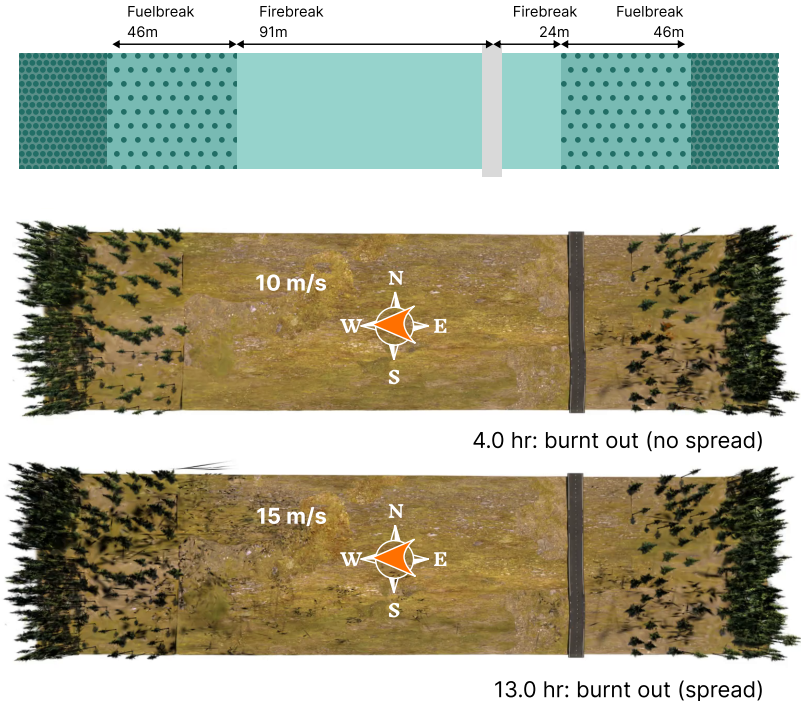 Fuelbreak
46m
Firebreak
91m
Firebreak
24m
Fuelbreak
46m
10 m/s
N
W
E
S
4.0 hr: burnt out (no spread)
15 m/s
N
W
E
S
13.0 hr: burnt out (spread)